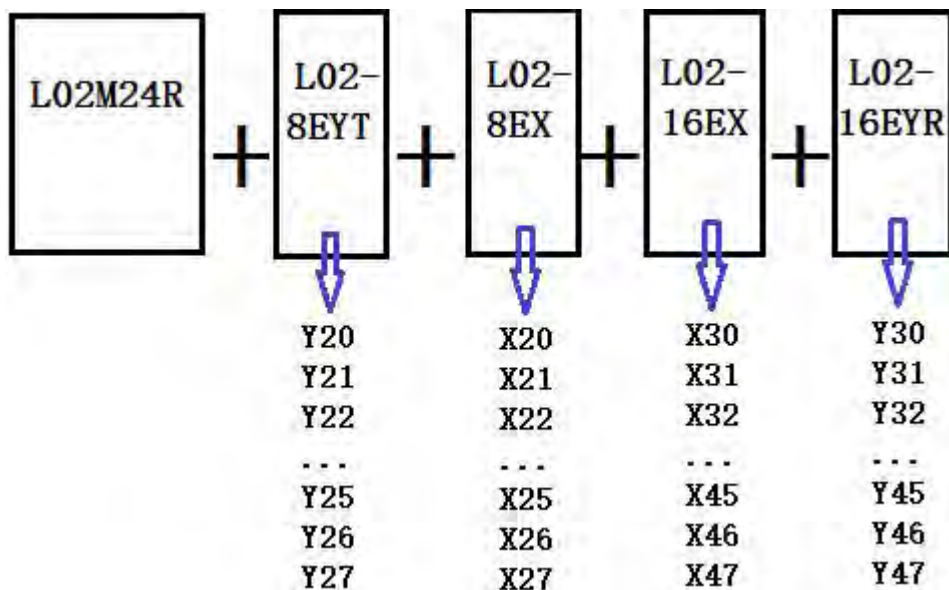 L02M24R
+
L02-
8EYT
+
L02-
8EX
+
L02-
16EX
+
L02-
16EYR
Y20
Y21
Y22
...
Y25
Y26
Y27
X20
X21
X22
...
X25
X26
X27
X30
X31
X32
...
X45
X46
X47
Y30
Y31
Y32
...
Y45
Y46
Y47